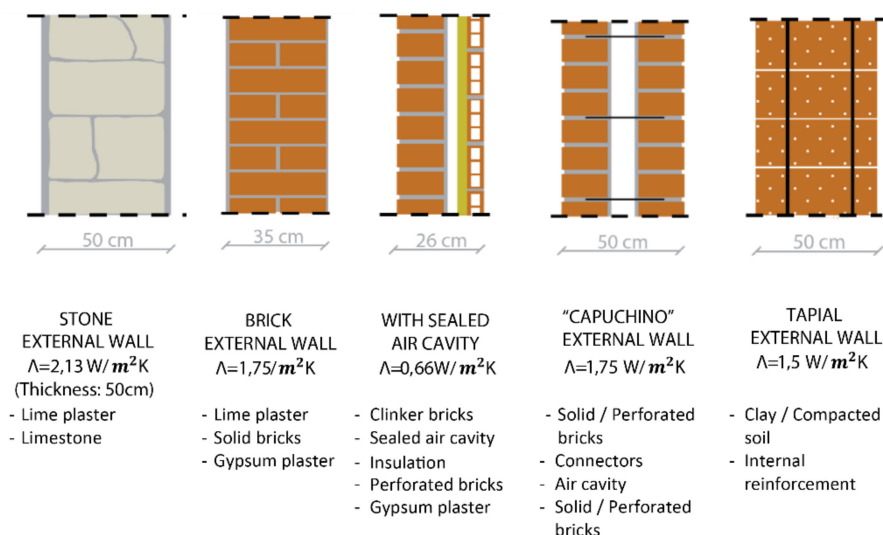 50 cm
35 cm
26 cm
50 cm
50 cm
STONE
EXTERNAL WALL
Λ=2,13 W/m²K
(Thickness: 50cm)
- Lime plaster
- Limestone
BRICK
EXTERNAL WALL
Λ=1,75/m²K
- Lime plaster
- Solid bricks
- Gypsum plaster
WITH SEALED
AIR CAVITY
Λ=0,66W/m²K
- Clinker bricks
- Sealed air cavity
- Insulation
- Perforated bricks
- Gypsum plaster
“CAPUCHINO”
EXTERNAL WALL
Λ=1,75 W/m²K
- Solid / Perforated
bricks
- Connectors
- Air cavity
- Solid / Perforated
bricks
TAPIAL
EXTERNAL WALL
Λ=1,5 W/m²K
- Clay / Compacted
soil
- Internal
reinforcement